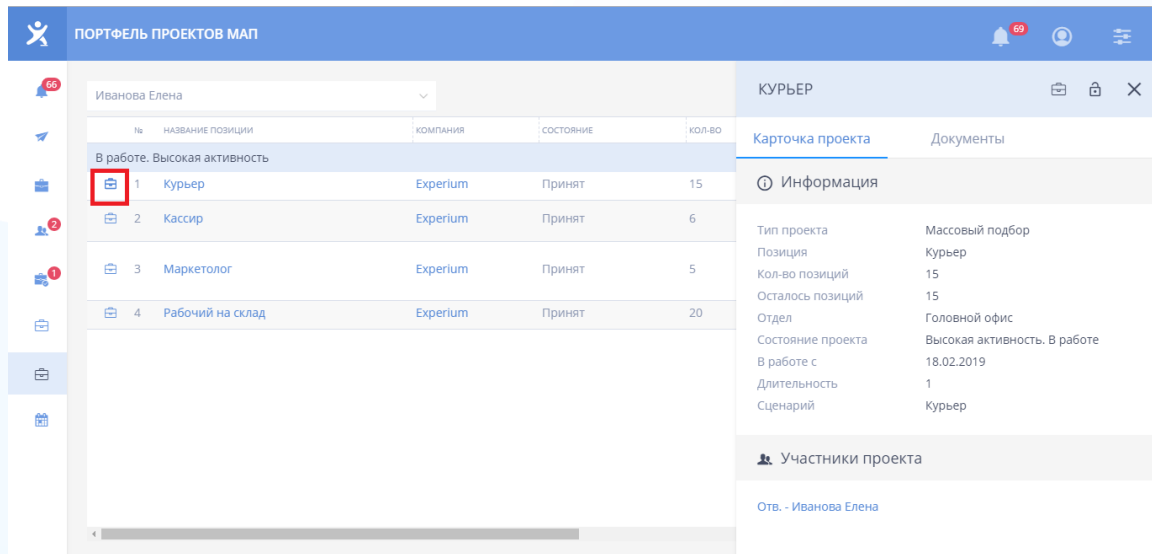 ПОРТФЕЛЬ ПРОЕКТОВ МАП
69
66
2
1
Иванова Елена
№ НАЗВАНИЕ ПОЗИЦИИ КОМПАНИЯ СОСТОЯНИЕ КОЛ-ВО
В работе. Высокая активность
1 Курьер Experium Принят 15
2 Кассир Experium Принят 6
3 Маркетолог Experium Принят 5
4 Рабочий на склад Experium Принят 20
КУРЬЕР
Карточка проекта Документы
Информация
Тип проекта Массовый подбор
Позиция Курьер
Кол-во позиций 15
Осталось позиций 15
Отдел Головной офис
Состояние проекта Высокая активность. В работе
В работе с 18.02.2019
Длительность 1
Сценарий Курьер
Участники проекта
Отв. - Иванова Елена